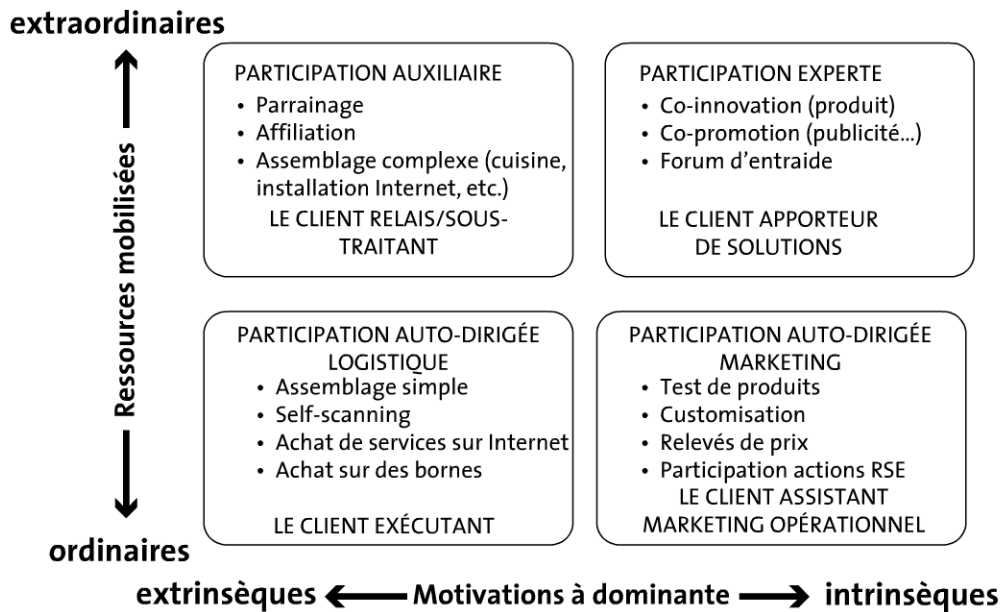 extraordinaires
Ressources mobilisées
ordinaires
PARTICIPATION AUXILIAIRE
• Parrainage
• Affiliation
• Assemblage complexe (cuisine,
installation Internet, etc.)
LE CLIENT RELAIS/SOUS-
TRAITANT
PARTICIPATION EXPERTE
• Co-innovation (produit)
• Co-promotion (publicité...)
• Forum d'entraide
LE CLIENT APPORTEUR
DE SOLUTIONS
PARTICIPATION AUTO-DIRIGÉE
LOGISTIQUE
• Assemblage simple
• Self-scanning
• Achat de services sur Internet
• Achat sur des bornes
LE CLIENT EXÉCUTANT
PARTICIPATION AUTO-DIRIGÉE
MARKETING
• Test de produits
• Customisation
• Relevés de prix
• Participation actions RSE
LE CLIENT ASSISTANT
MARKETING OPÉRATIONNEL
extrinsèques Motivations à dominante intrinsèques